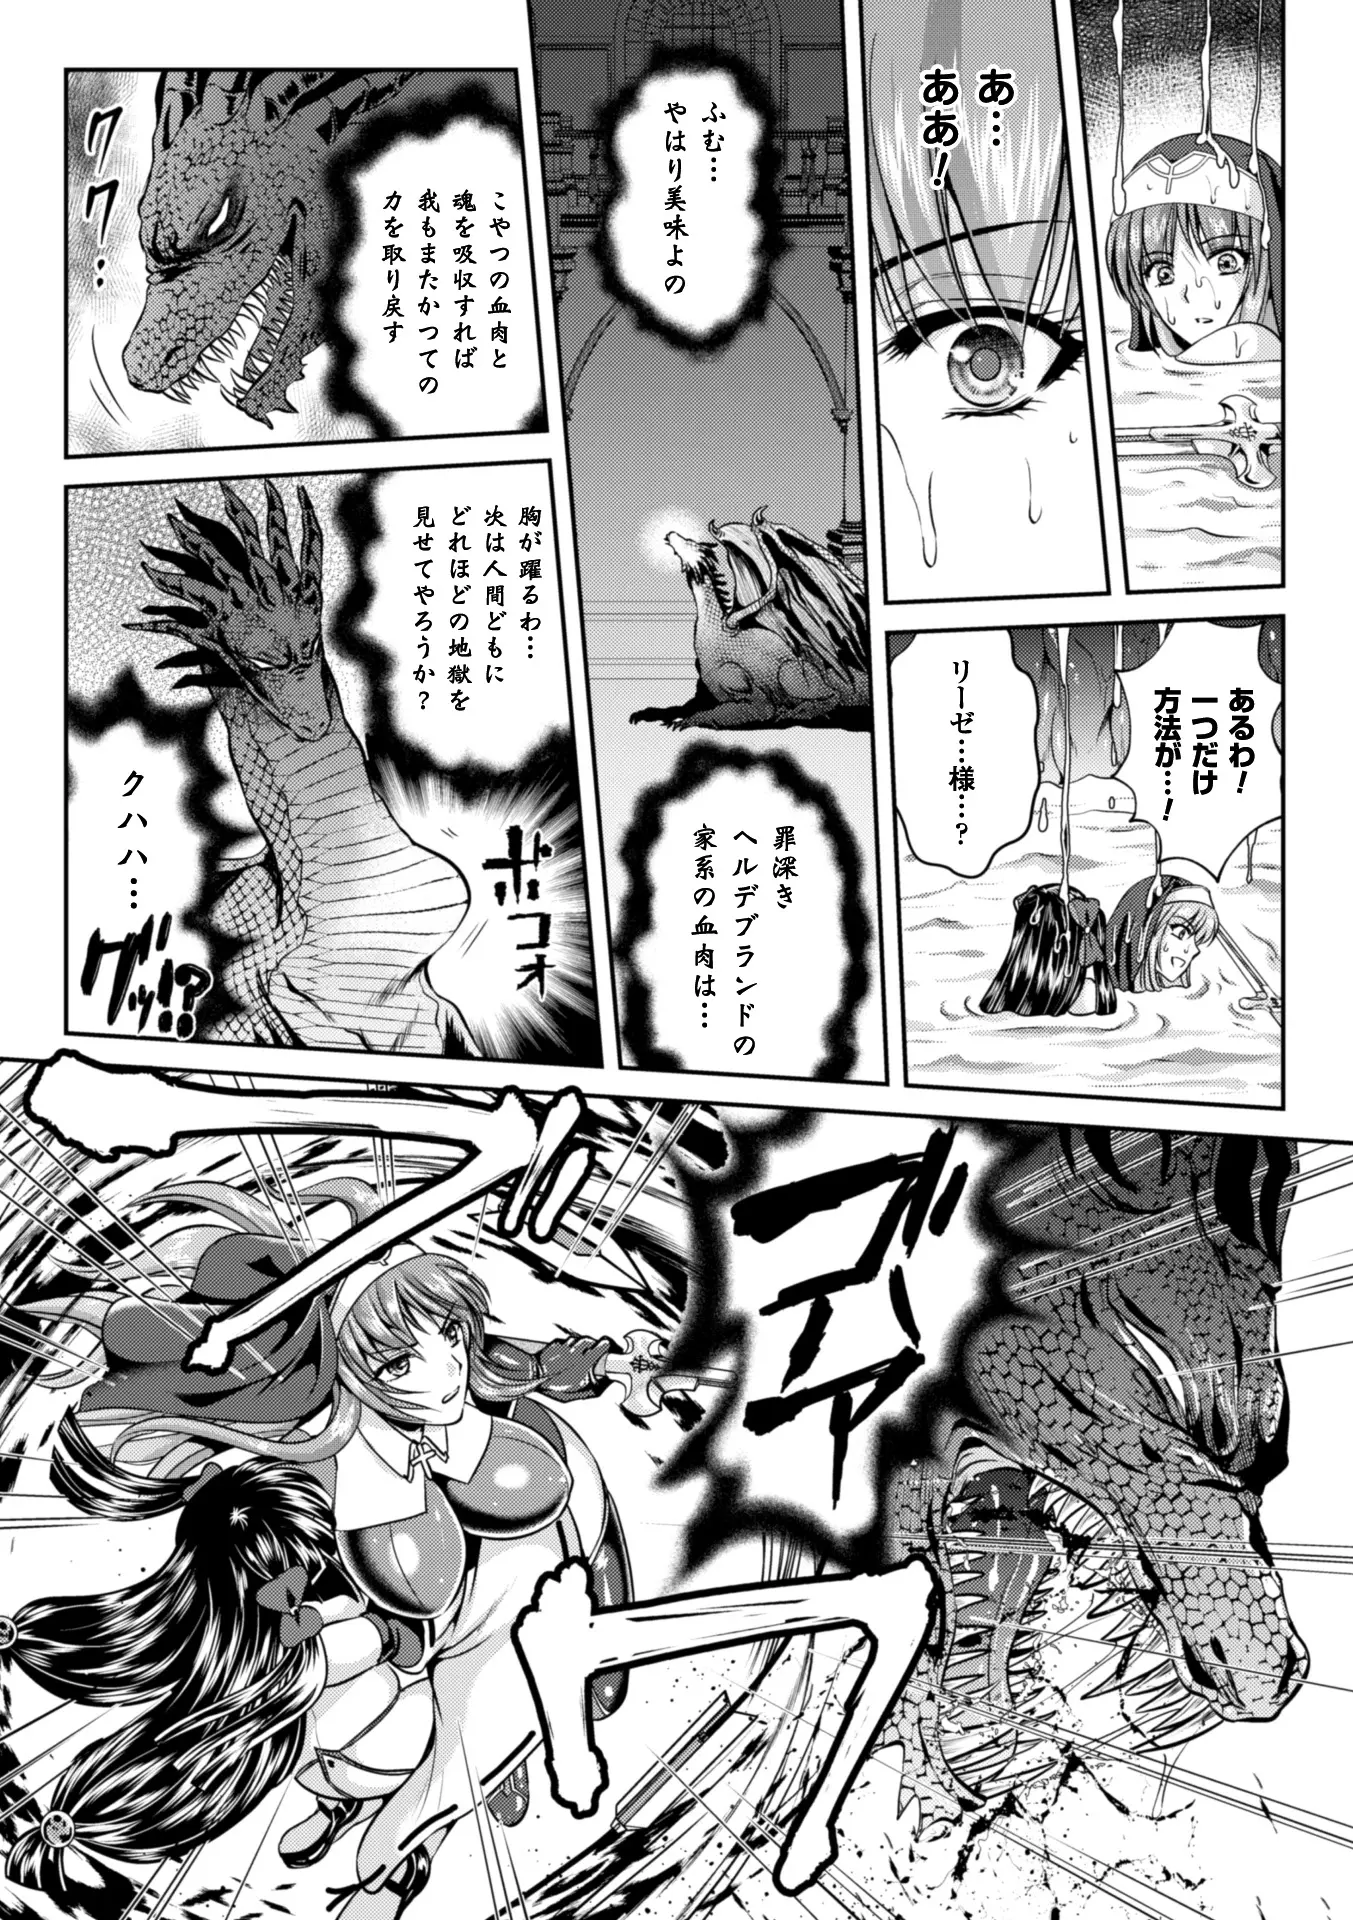 あ…
ああ！
あるわ！
一つだけ
方法が…！
リーゼ…様…？
ふむ…
やはり美味よの
罪深き
ヘルデブランドの
家系の血肉は…
こやつの血肉と
魂を吸収すれば
我もまたかつての
力を取り戻す
クク…
胸が躍るわ…
次は人間どもに
どれほどの地獄を
見せてやろうか？
クハハ…
ボコォ
グッ!?